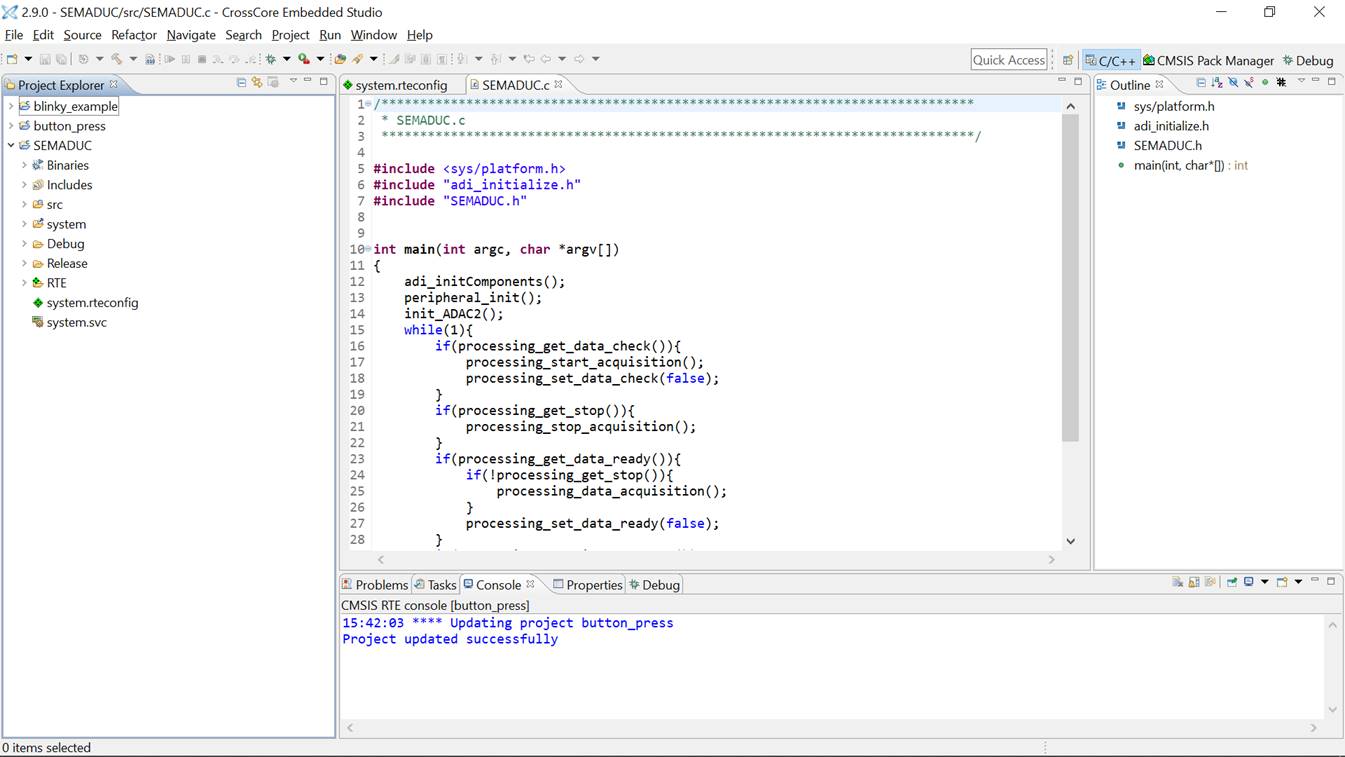 2.9.0 - SEMADUC/src/SEMADUC.c - CrossCore Embedded Studio
File Edit Source Refactor Navigate Search Project Run Window Help
Quick Access C/C++ CMSIS Pack Manager Debug
Project Explorer
blinky_example
button_press
SEMADUC
Binaries
Includes
src
system
Debug
Release
RTE
system.rteconfig
system.svc
system.rteconfig SEMADUC.c
1 /*****************************************************************************
2 * SEMADUC.c
3 *****************************************************************************/
4
5 #include <sys/platform.h>
6 #include "adi_initialize.h"
7 #include "SEMADUC.h"
8
9
10 int main(int argc, char *argv[])
11 {
12 adi_initComponents();
13 peripheral_init();
14 init_ADAC2();
15 while(1){
16 if(processing_get_data_check()){
17 processing_start_acquisition();
18 processing_set_data_check(false);
19 }
20 if(processing_get_stop()){
21 processing_stop_acquisition();
22 }
23 if(processing_get_data_ready()){
24 if(!processing_get_stop()){
25 processing_data_acquisition();
26 }
27 processing_set_data_ready(false);
28 }
Outline
sys/platform.h
adi_initialize.h
SEMADUC.h
main(int, char*[]) : int
Problems Tasks Console Properties Debug
CMSIS RTE console [button_press]
15:42:03 **** Updating project button_press
Project updated successfully
0 items selected